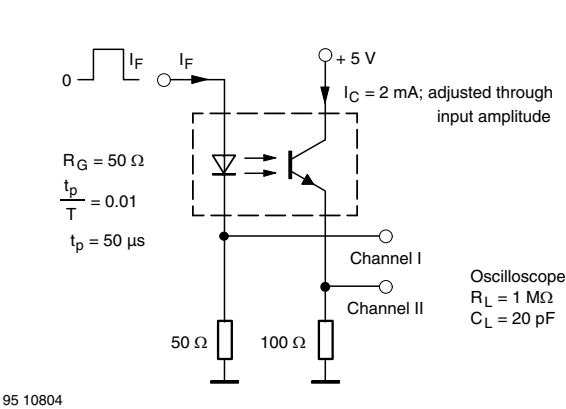 0
I_F
I_F
+ 5 V
I_C = 2 mA; adjusted through
input amplitude
R_G = 50 Ω
t_p
T
= 0.01
t_p = 50 μs
Channel I
Channel II
Oscilloscope
R_L = 1 MΩ
C_L = 20 pF
50 Ω
100 Ω
95 10804